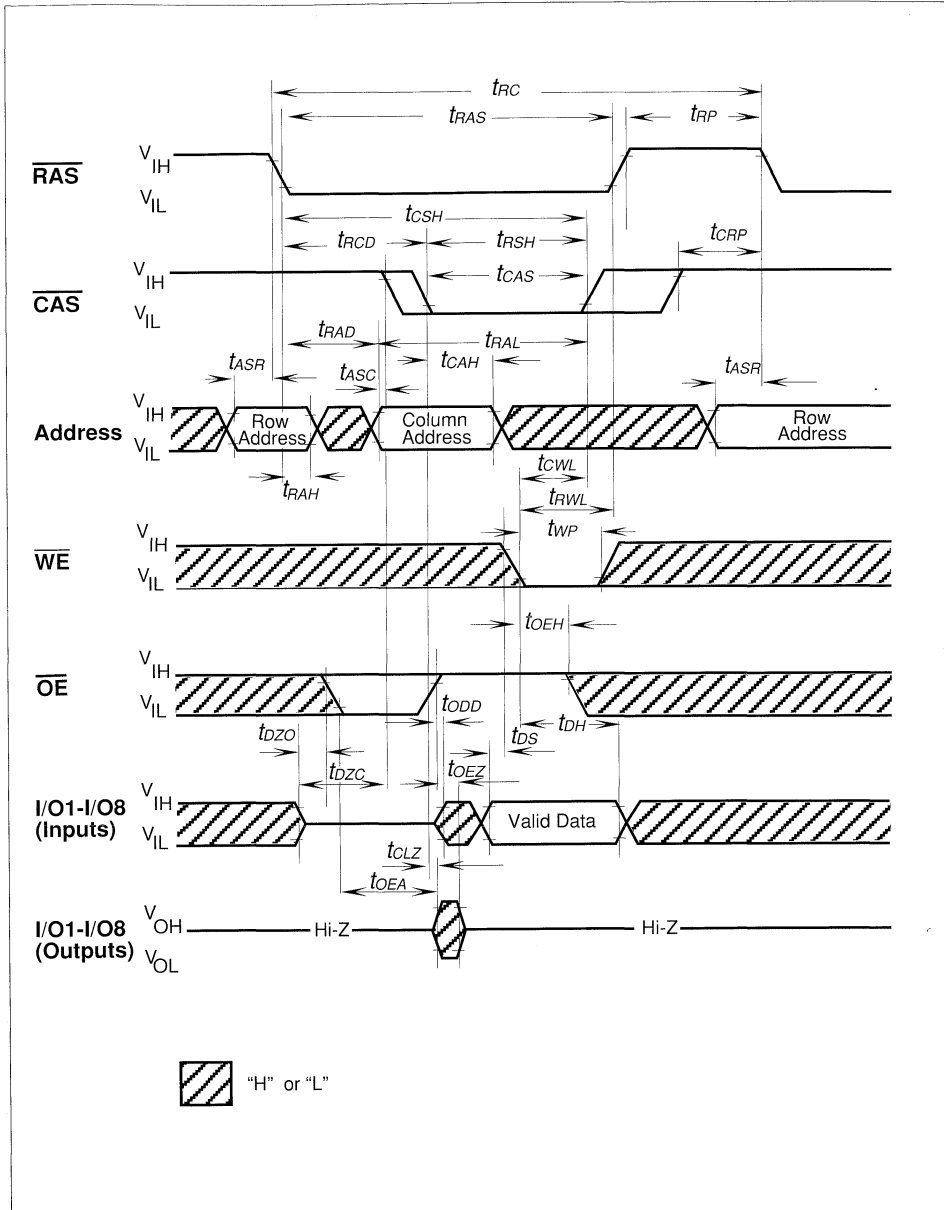 tRC
tRAS
tRP
RAS
VIH
VIL
tCSH
tRCD
tRSH
tCRP
tCAS
CAS
VIH
VIL
tRAD
tRAL
tASR
tASC
tCAH
tASR
Address
VIH
VIL
Row Address
Column Address
Row Address
tRAH
tCWL
tRWL
tWP
WE
VIH
VIL
tOEH
OE
VIH
VIL
tODD
tDZO
tDS
tDH
tDZC
tOEZ
I/O1-I/O8
(Inputs)
VIH
VIL
Valid Data
tCLZ
tOEA
I/O1-I/O8
(Outputs)
VOH
VOL
Hi-Z
Hi-Z
"H" or "L"